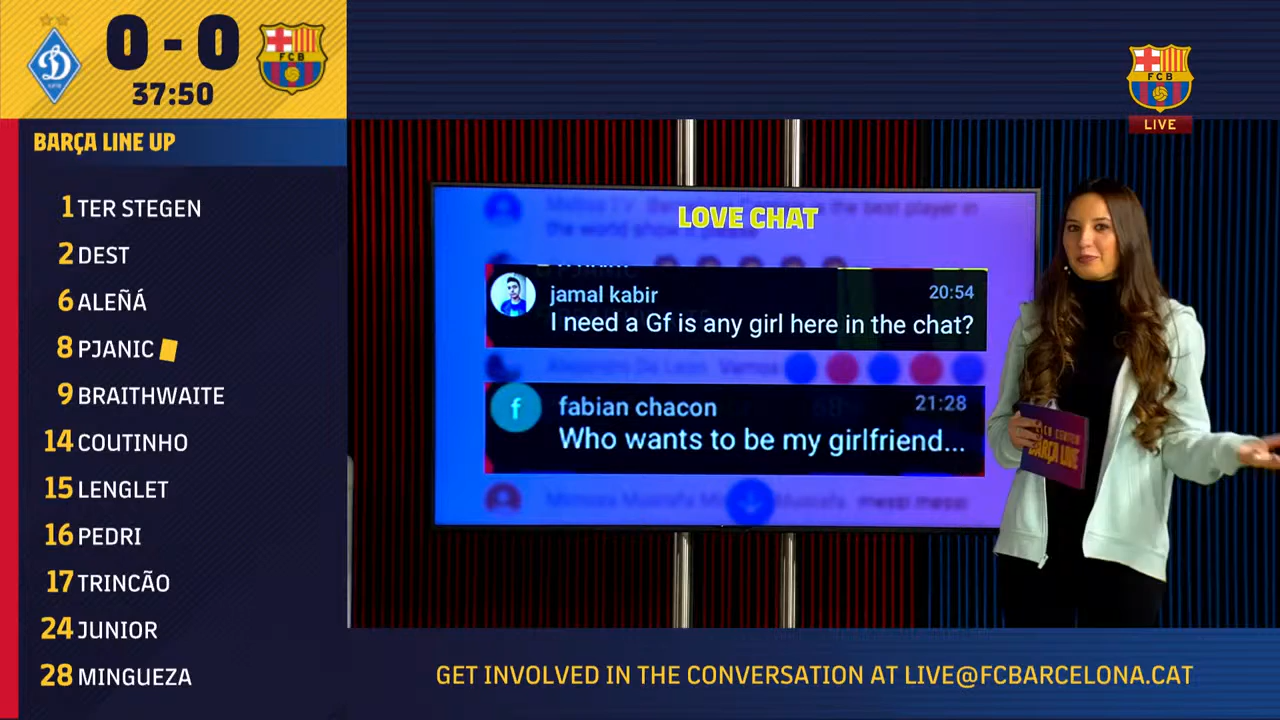 0 - 0
37:50
FCB
FCB
LIVE
BARÇA LINE UP
1 TER STEGEN
2 DEST
6 ALEÑÁ
8 PJANIC
9 BRAITHWAITE
14 COUTINHO
15 LENGLET
16 PEDRI
17 TRINCÃO
24 JUNIOR
28 MINGUEZA
LOVE CHAT
jamal kabir 20:54
I need a Gf is any girl here in the chat?
f
fabian chacon 21:28
Who wants to be my girlfriend...
BARÇA LIVE
GET INVOLVED IN THE CONVERSATION AT LIVE@FCBARCELONA.CAT